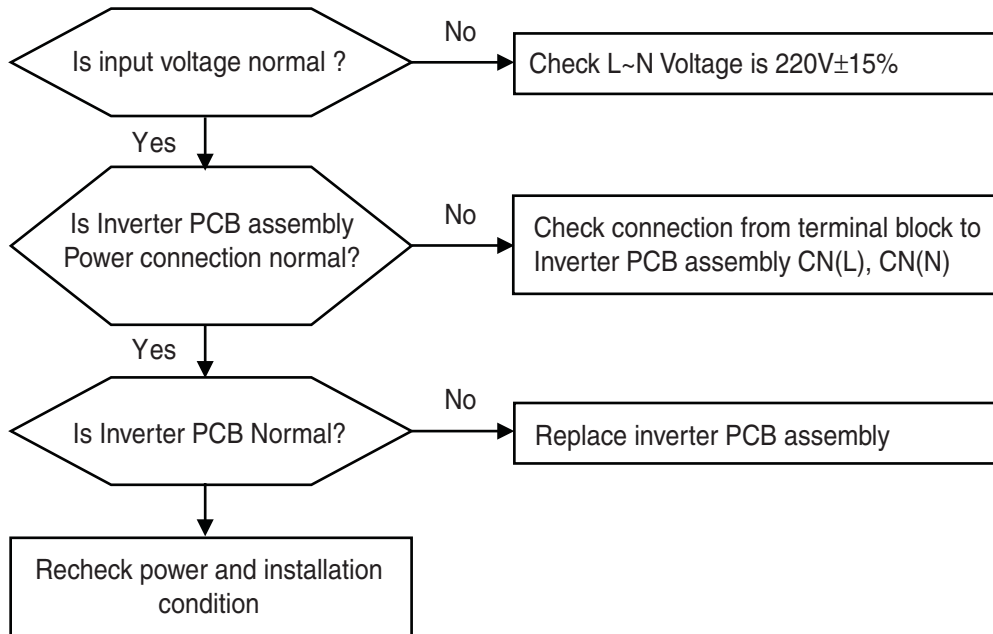 Is input voltage normal ?
No
Check L~N Voltage is 220V±15%
Yes
Is Inverter PCB assembly
Power connection normal?
No
Check connection from terminal block to
Inverter PCB assembly CN(L), CN(N)
Yes
Is Inverter PCB Normal?
No
Replace inverter PCB assembly
Recheck power and installation
condition